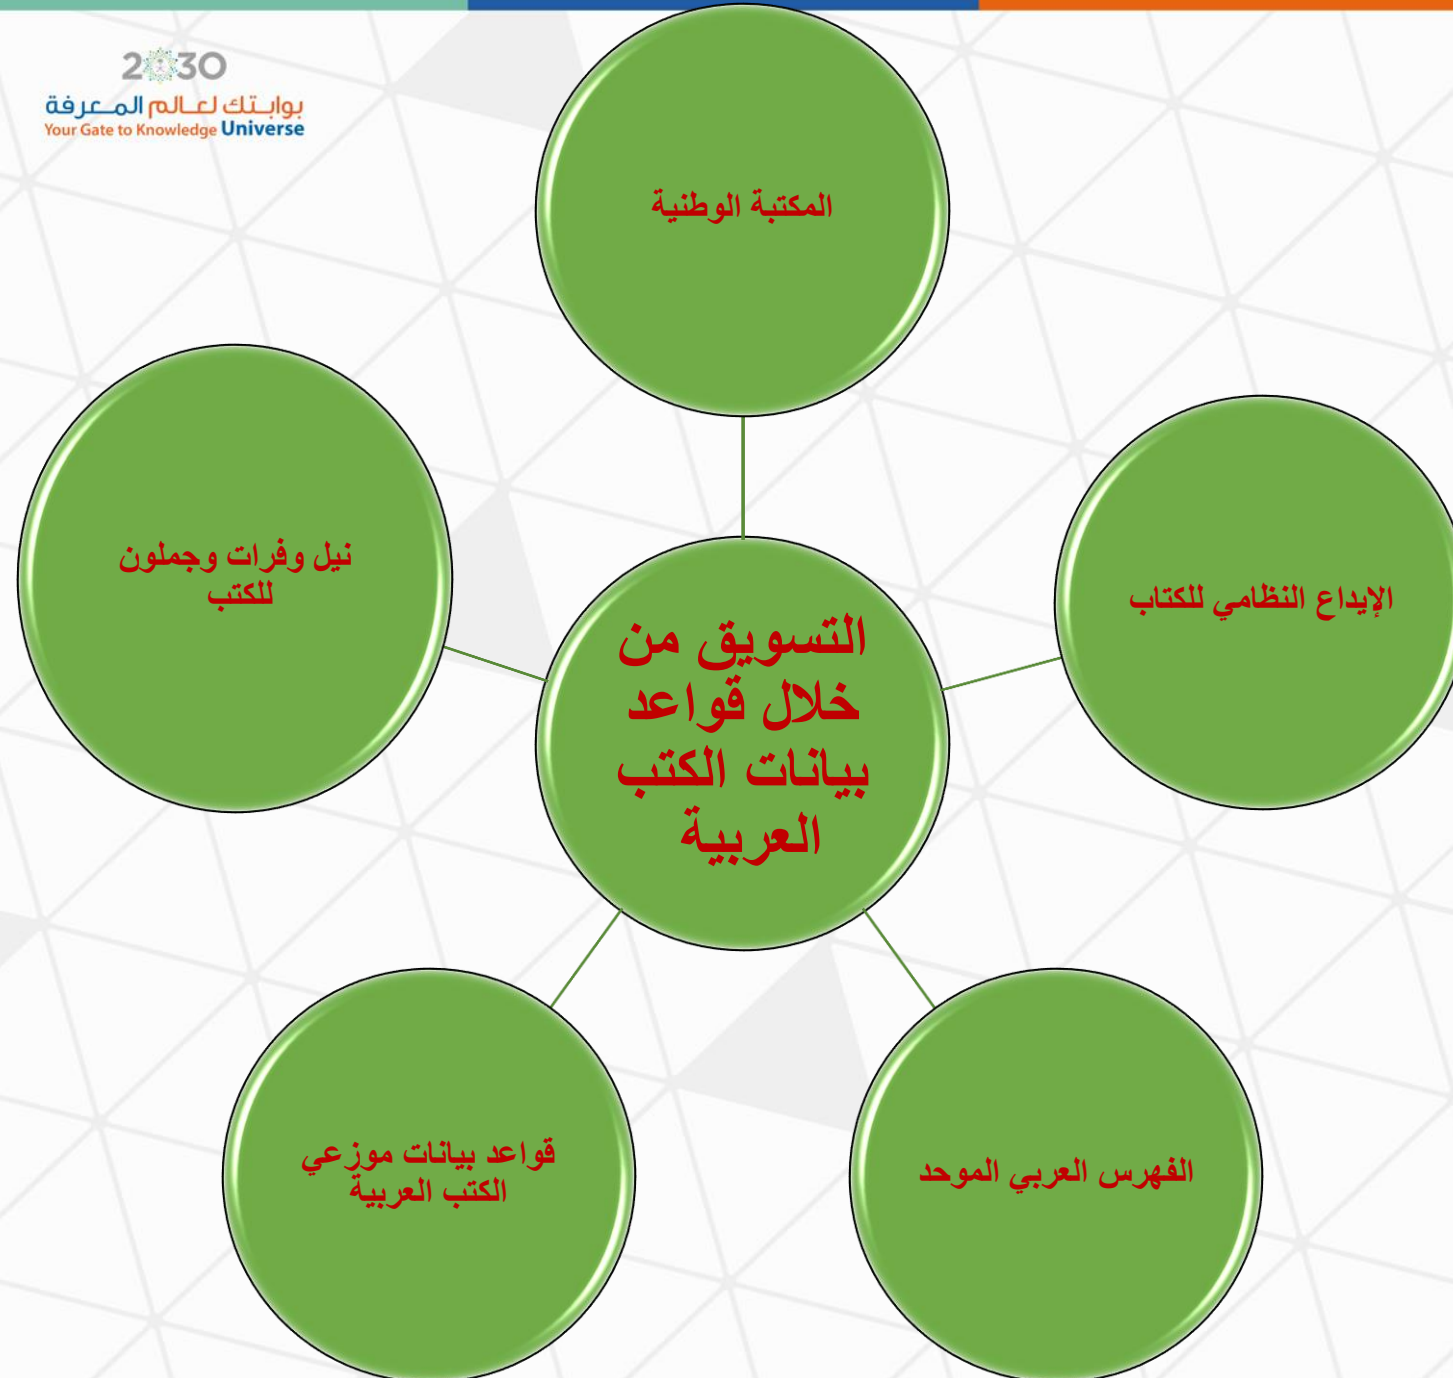 2030
بوابتك لعالم المعرفة
Your Gate to Knowledge Universe
المكتبة الوطنية
نيل وفرات وجملون
للكتب
الإيداع النظامي للكتاب
التسويق من
خلال قواعد
بيانات الكتب
العربية
قواعد بيانات موزعي
الكتب العربية
الفهرس العربي الموحد